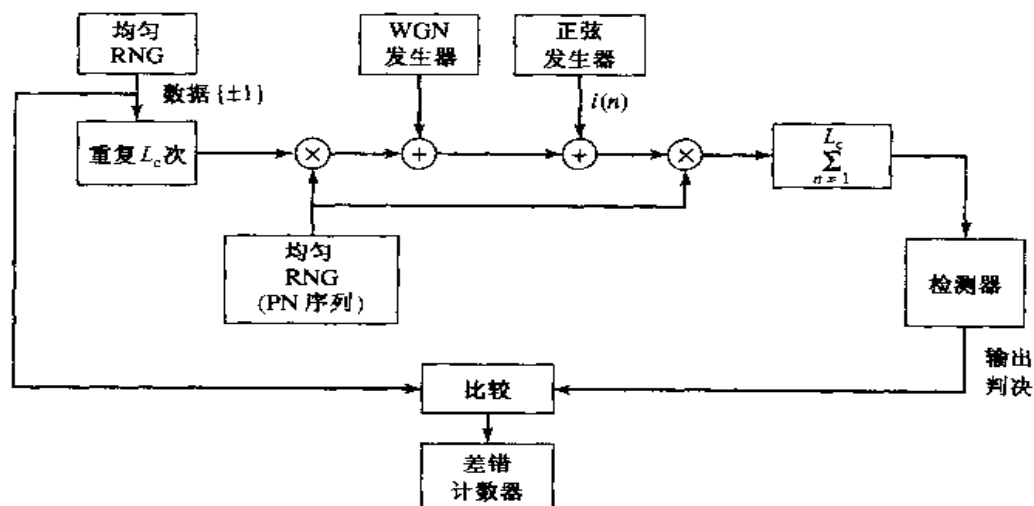 均匀
RNG
WGN
发生器
正弦
发生器
数据{±1}
i(n)
重复Lc次
×
+
+
×
Lc
∑
n=1
均匀
RNG
(PN序列)
检测器
输出
判决
比较
差错
计数器